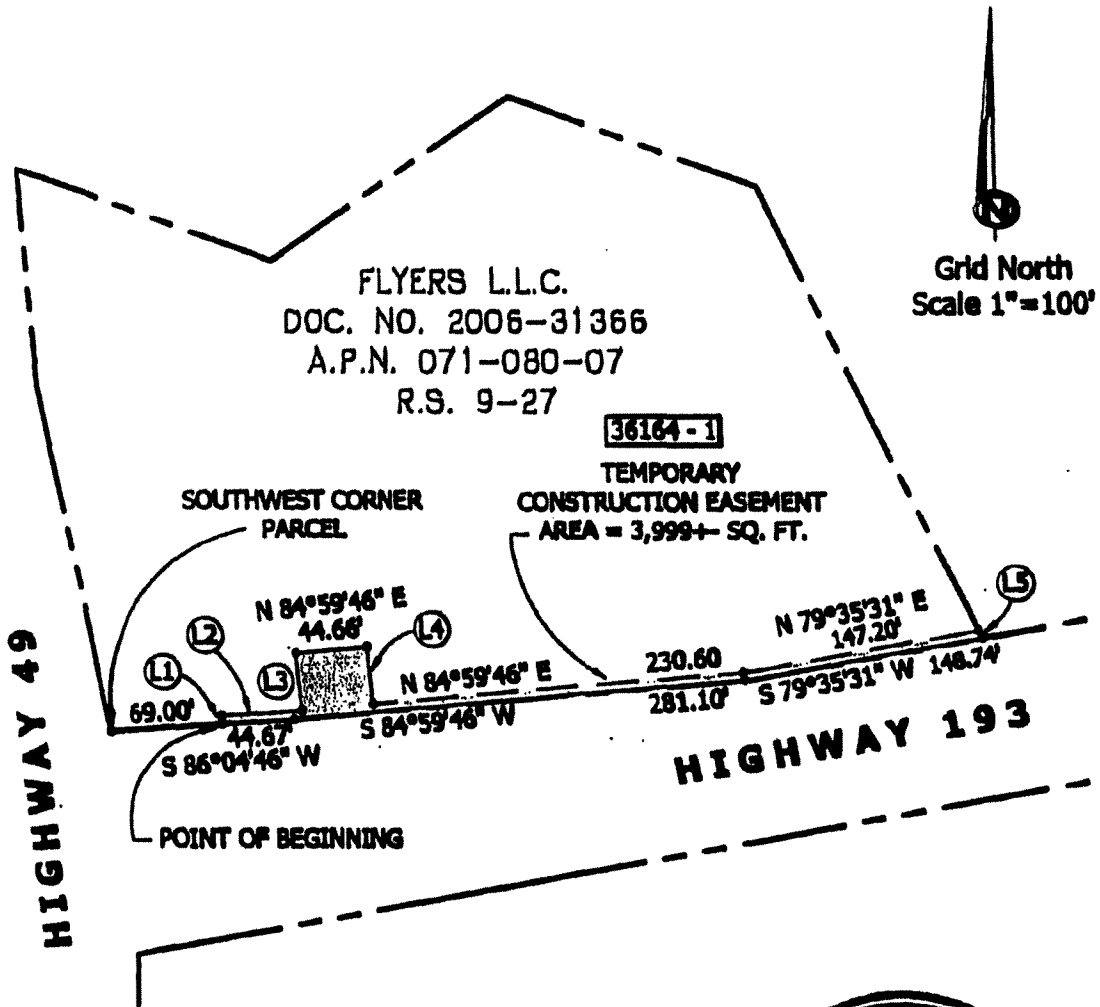 N
Grid North
Scale 1"=100'
FLYERS L.L.C.
DOC. NO. 2006-31366
A.P.N. 071-080-07
R.S. 9-27
36164 - 1
TEMPORARY
CONSTRUCTION EASEMENT
AREA = 3,999+- SQ. FT.
SOUTHWEST CORNER
PARCEL
N 84°59'46" E
44.66'
L1
L2
L3
L4
L5
69.00'
44.67'
S 86°04'46" W
N 84°59'46" E
S 84°59'46" W
230.60
281.10'
N 79°35'31" E
147.20'
S 79°35'31" W 148.74'
HIGHWAY 49
HIGHWAY 193
POINT OF BEGINNING